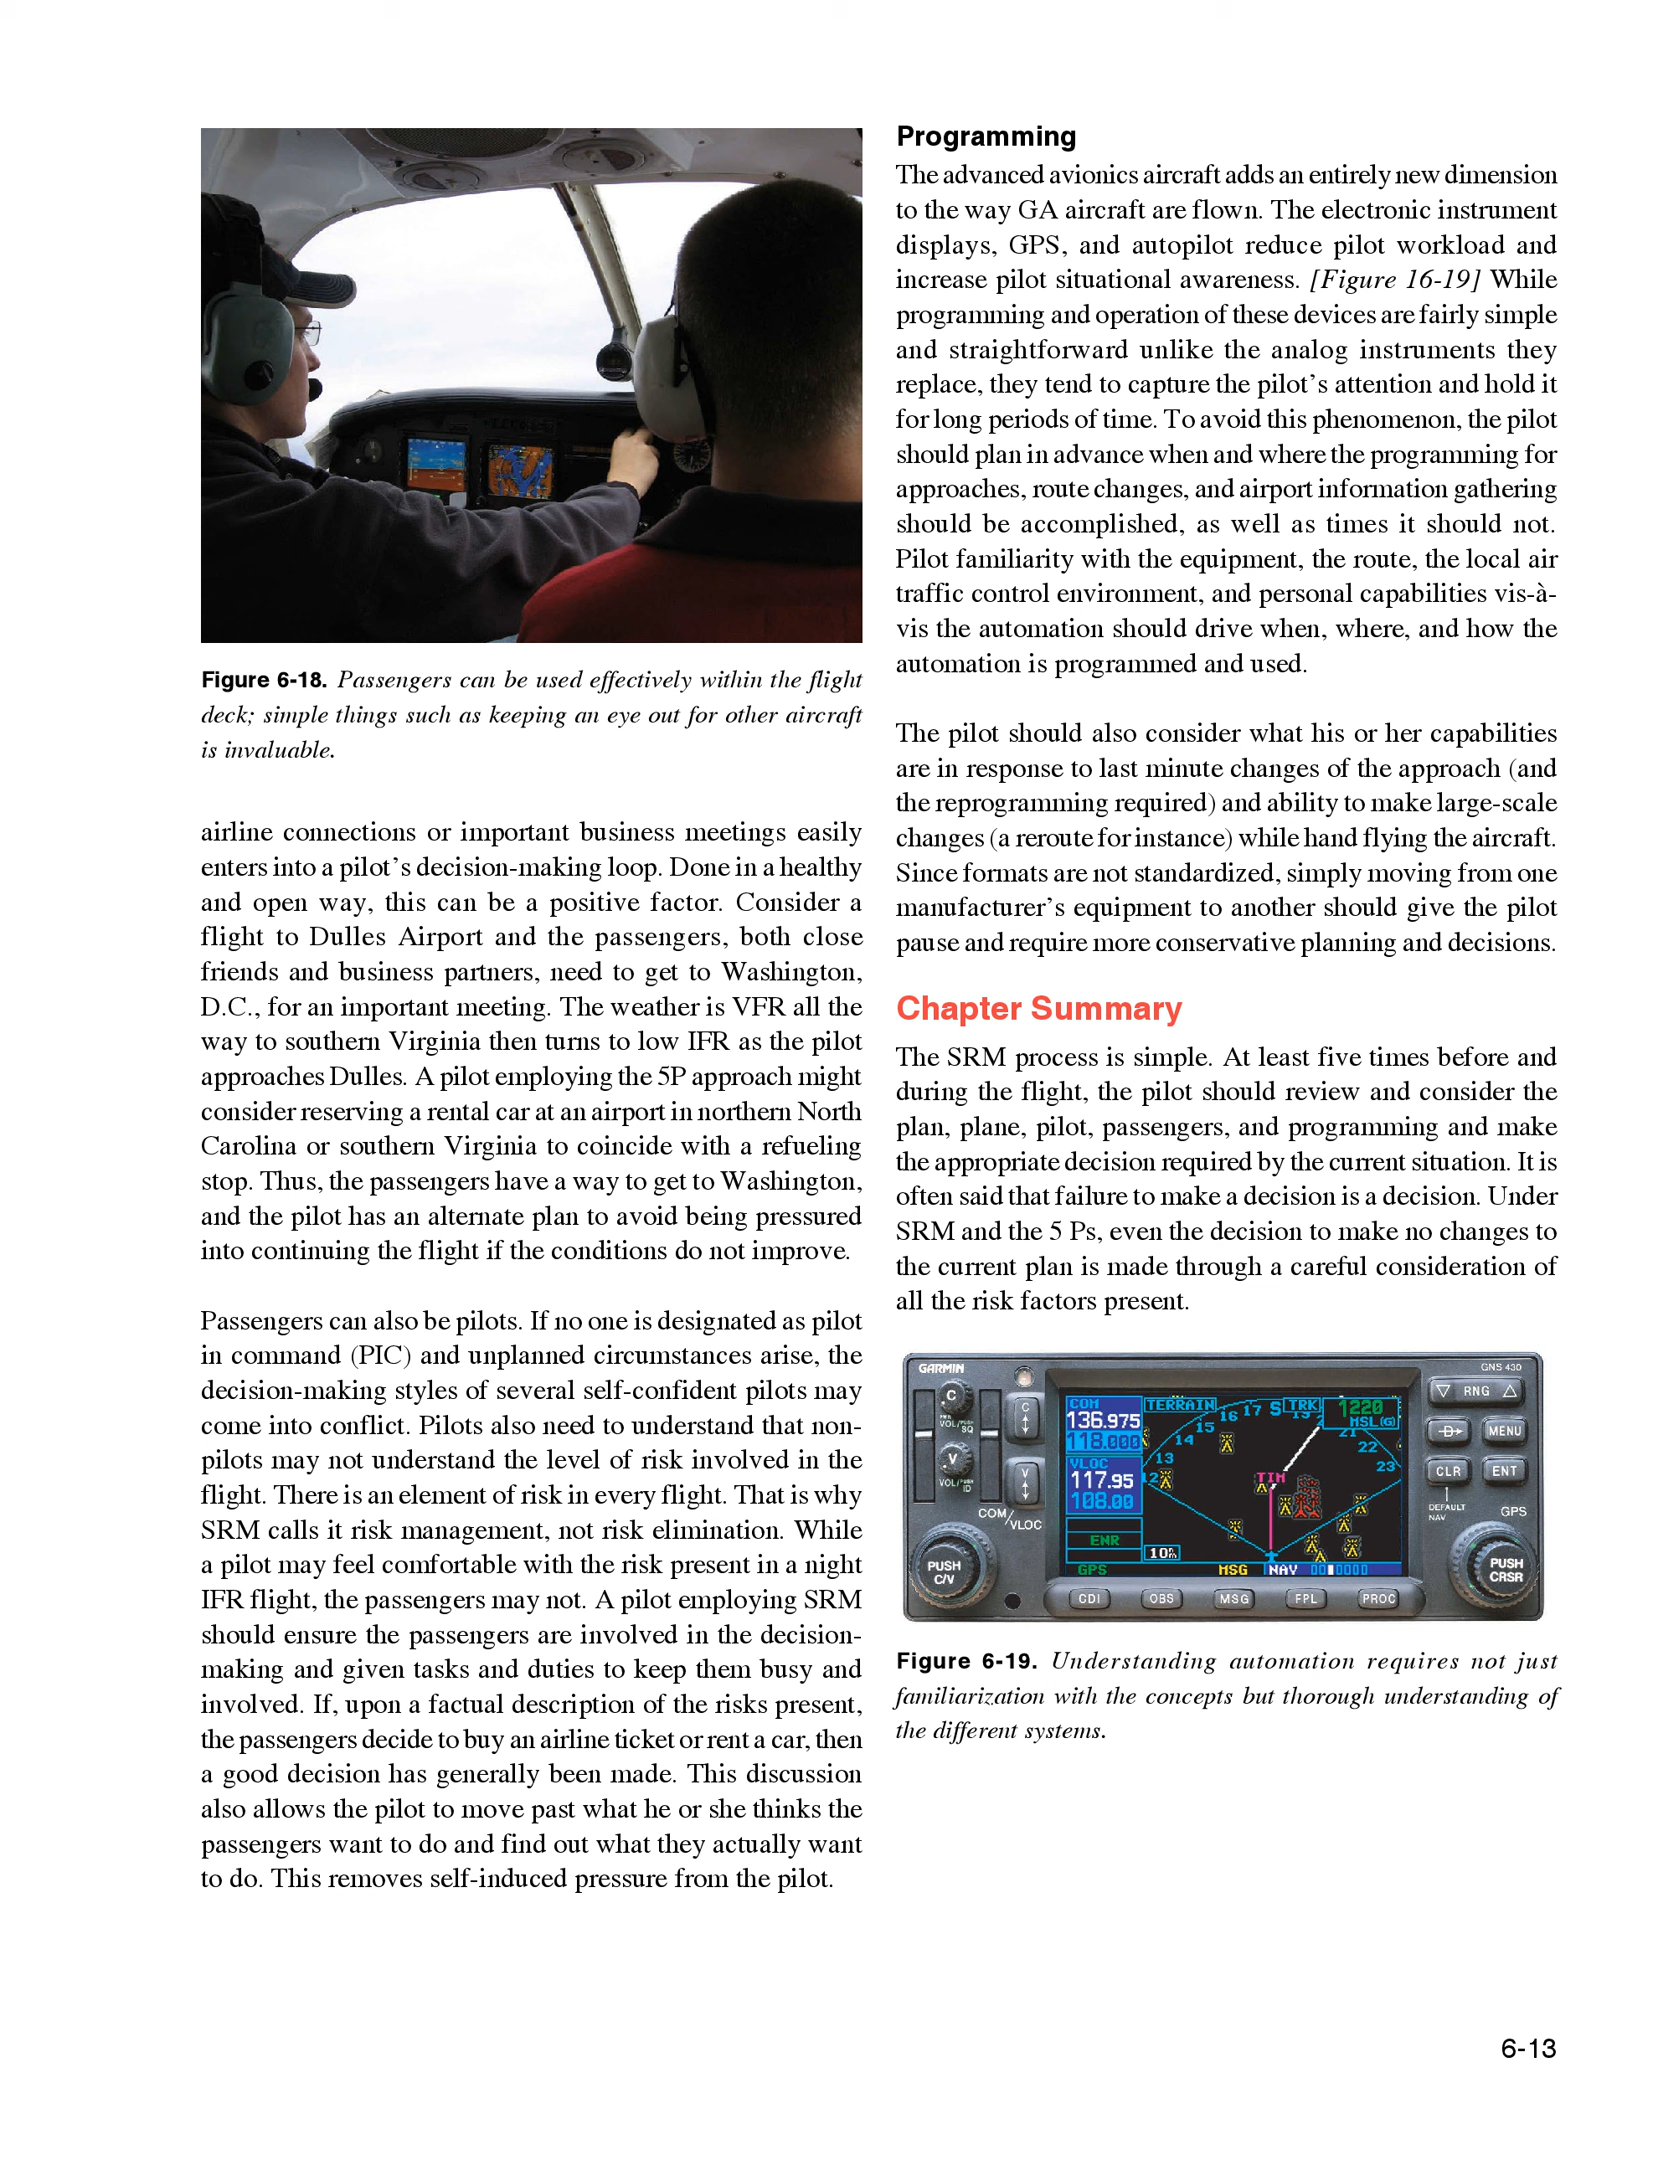 Figure 6-18. Passengers can be used effectively within the flight
deck; simple things such as keeping an eye out for other aircraft
is invaluable.
airline connections or important business meetings easily
enters into a pilot’s decision-making loop. Done in a healthy
and open way, this can be a positive factor. Consider a
flight to Dulles Airport and the passengers, both close
friends and business partners, need to get to Washington,
D.C., for an important meeting. The weather is VFR all the
way to southern Virginia then turns to low IFR as the pilot
approaches Dulles. A pilot employing the 5P approach might
consider reserving a rental car at an airport in northern North
Carolina or southern Virginia to coincide with a refueling
stop. Thus, the passengers have a way to get to Washington,
and the pilot has an alternate plan to avoid being pressured
into continuing the flight if the conditions do not improve.
Passengers can also be pilots. If no one is designated as pilot
in command (PIC) and unplanned circumstances arise, the
decision-making styles of several self-confident pilots may
come into conflict. Pilots also need to understand that non-
pilots may not understand the level of risk involved in the
flight. There is an element of risk in every flight. That is why
SRM calls it risk management, not risk elimination. While
a pilot may feel comfortable with the risk present in a night
IFR flight, the passengers may not. A pilot employing SRM
should ensure the passengers are involved in the decision-
making and given tasks and duties to keep them busy and
involved. If, upon a factual description of the risks present,
the passengers decide to buy an airline ticket or rent a car, then
a good decision has generally been made. This discussion
also allows the pilot to move past what he or she thinks the
passengers want to do and find out what they actually want
to do. This removes self-induced pressure from the pilot.
Programming
The advanced avionics aircraft adds an entirely new dimension
to the way GA aircraft are flown. The electronic instrument
displays, GPS, and autopilot reduce pilot workload and
increase pilot situational awareness. [Figure 16-19] While
programming and operation of these devices are fairly simple
and straightforward unlike the analog instruments they
replace, they tend to capture the pilot’s attention and hold it
for long periods of time. To avoid this phenomenon, the pilot
should plan in advance when and where the programming for
approaches, route changes, and airport information gathering
should be accomplished, as well as times it should not.
Pilot familiarity with the equipment, the route, the local air
traffic control environment, and personal capabilities vis-à-
vis the automation should drive when, where, and how the
automation is programmed and used.
The pilot should also consider what his or her capabilities
are in response to last minute changes of the approach (and
the reprogramming required) and ability to make large-scale
changes (a reroute for instance) while hand flying the aircraft.
Since formats are not standardized, simply moving from one
manufacturer’s equipment to another should give the pilot
pause and require more conservative planning and decisions.
Chapter Summary
The SRM process is simple. At least five times before and
during the flight, the pilot should review and consider the
plan, plane, pilot, passengers, and programming and make
the appropriate decision required by the current situation. It is
often said that failure to make a decision is a decision. Under
SRM and the 5 Ps, even the decision to make no changes to
the current plan is made through a careful consideration of
all the risk factors present.
GARMIN GNS 430
C
PWR VOL/PUSH SQ
V
VOL/PUSH ID
C
V
COM/VLOC
PUSH C/V
COM
136.975
118.000
VLOC
117.95
108.00
ENR
GPS
TERRAIN
12 13 14 15 16 17 S TRK 21 22 23
1220
MSL(G)
TIM
10
MSG NAV
CDI OBS MSG FPL PROC
RNG
D
MENU
CLR ENT
DEFAULT NAV
GPS
PUSH CRSR
Figure 6-19. Understanding automation requires not just
familiarization with the concepts but thorough understanding of
the different systems.
6-13